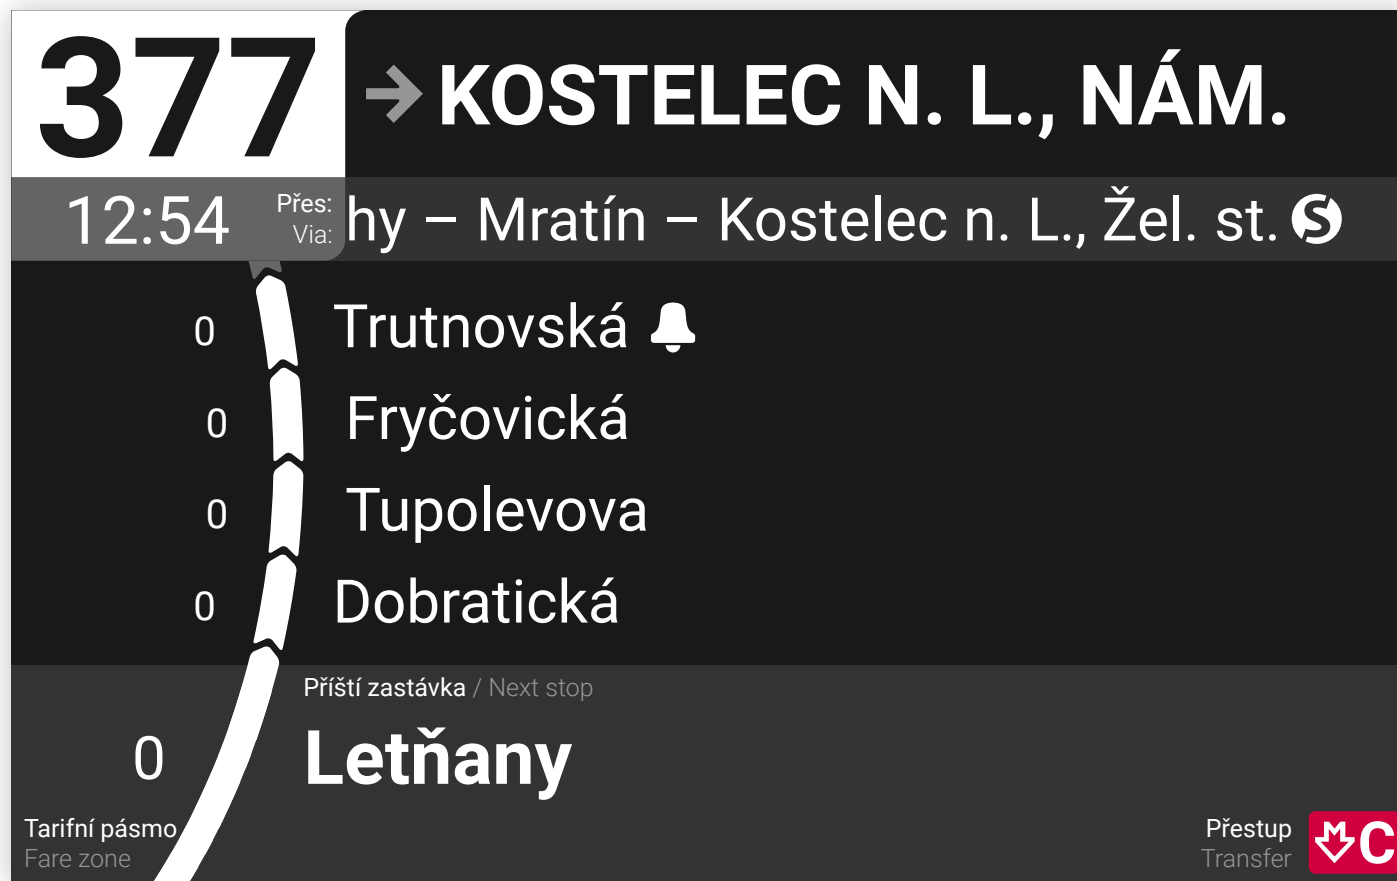 377
KOSTELEC N. L., NÁM.
12:54
Přes:
Via:
hy – Mratín – Kostelec n. L., Žel. st. S
0 Trutnovská
0 Fryčovická
0 Tupolevova
0 Dobratická
Příští zastávka / Next stop
0 Letňany
Tarifní pásmo
Fare zone
Přestup
Transfer
M C